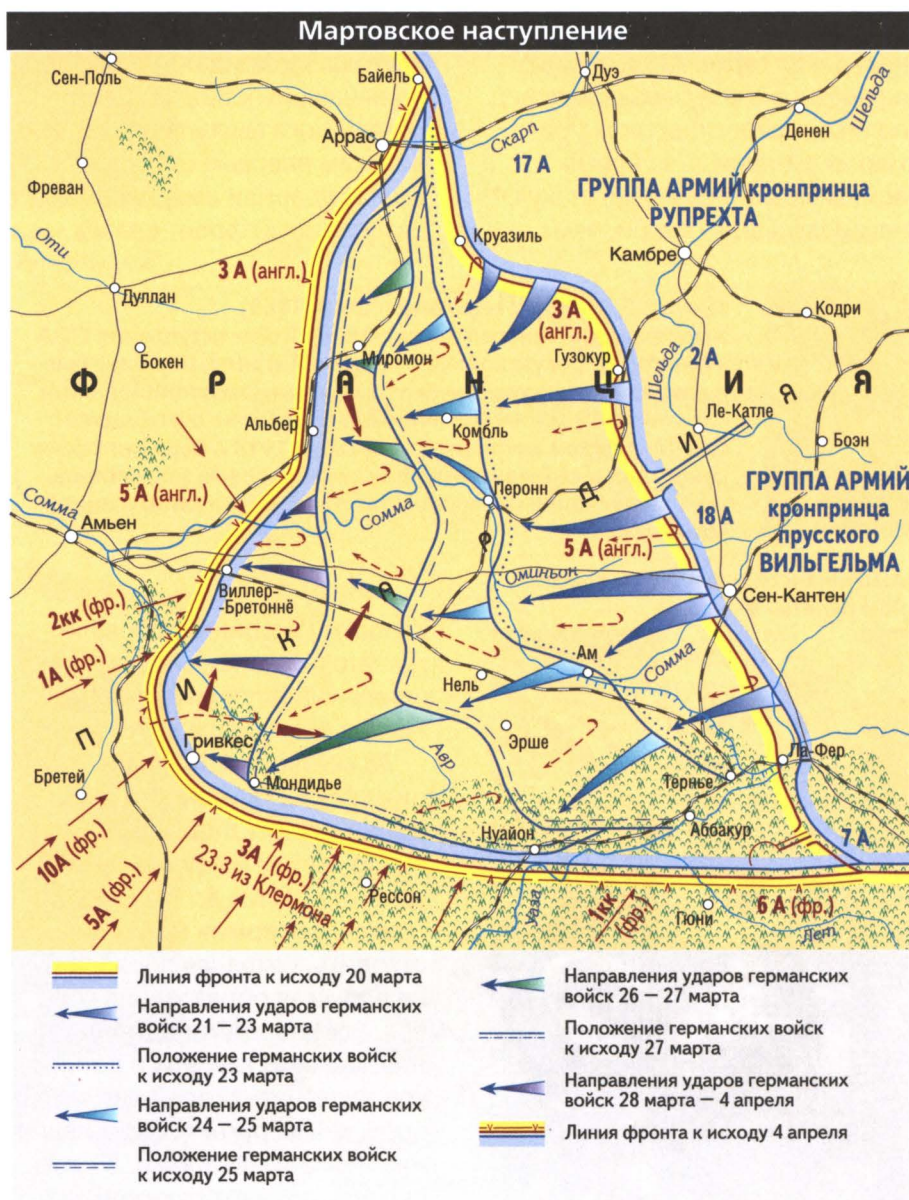 Мартовское наступление
Сен-Поль
Байель
Дуэ
Денен
Шельда
Аррас
Скарп
17 А
Фреван
ГРУППА АРМИЙ кронпринца
РУПРЕХТА
Оти
Круазиль
Камбре
3 А (англ.)
Дуллан
3 А
(англ.)
Кодри
Бокен
Миромон
Гузокур
Шельда
2 А
ФРАНЦИЯ
Альбер
Комбль
Ле-Катле
Боэн
5 А (англ.)
Перонн
ГРУППА АРМИЙ
кронпринца
прусского
ВИЛЬГЕЛЬМА
Сомма
Амьен
Сомма
18 А
5 А (англ.)
Оминьон
Виллер-
-Бретоннё
Сен-Кантен
2кк (фр.)
1А (фр.)
ПИКАРДИЯ
Нель
Ам
Сомма
Гривкес
Авр
Эрше
Ла-Фер
Бретей
Мондидье
Тернье
Аббакур
Нуайон
7 А
10А (фр.)
5А (фр.)
3А (фр.)
23.3 из Клермона
Рессон
Уаза
1кк
(фр.)
Гюни
6 А (фр.)
Лет
Линия фронта к исходу 20 марта
Направления ударов германских
войск 21 – 23 марта
Положение германских войск
к исходу 23 марта
Направления ударов германских
войск 24 – 25 марта
Положение германских войск
к исходу 25 марта
Направления ударов германских
войск 26 – 27 марта
Положение германских войск
к исходу 27 марта
Направления ударов германских
войск 28 марта – 4 апреля
Линия фронта к исходу 4 апреля